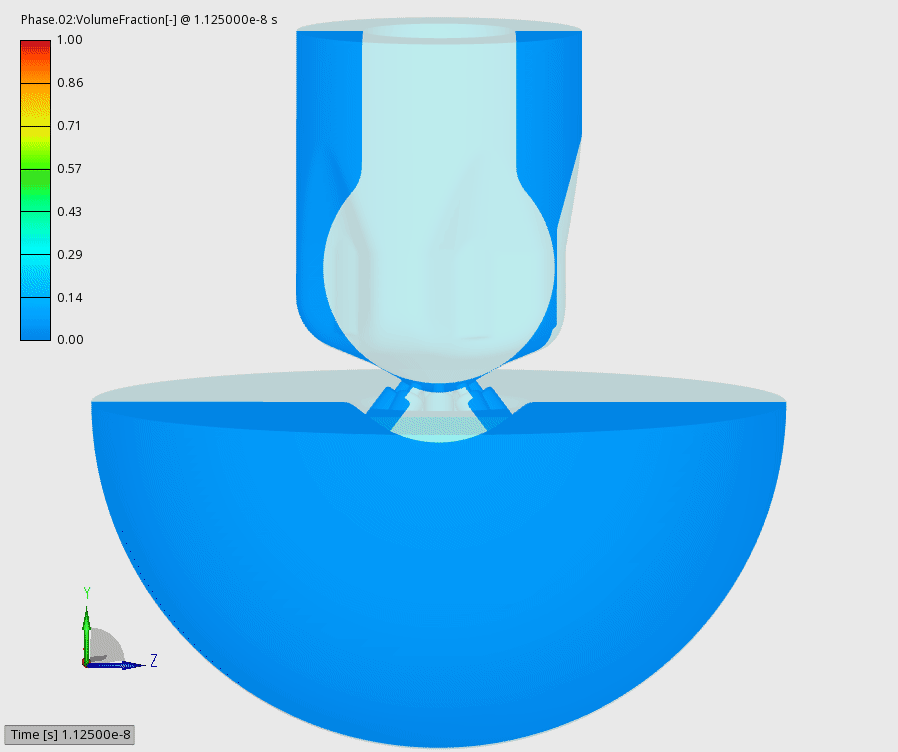 Phase.02:VolumeFraction[-] @ 1.125000e-8 s
1.00
0.86
0.71
0.57
0.43
0.29
0.14
0.00
Y
Z
Time [s] 1.12500e-8